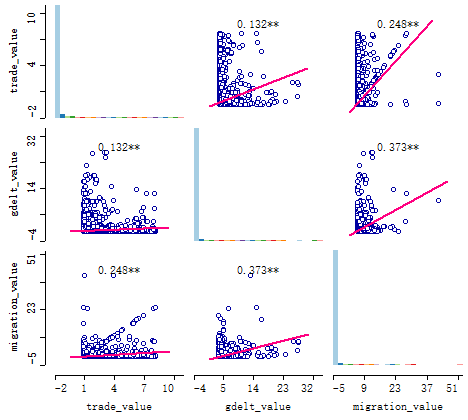 trade_value
10
4
-2
0.132**
0.248**
gdelt_value
32
14
-4
0.132**
0.373**
migration_value
51
23
-5
0.248**
0.373**
-2 1 4 7 10
-4 5 14 23 32
-5 9 23 37 51
trade_value
gdelt_value
migration_value